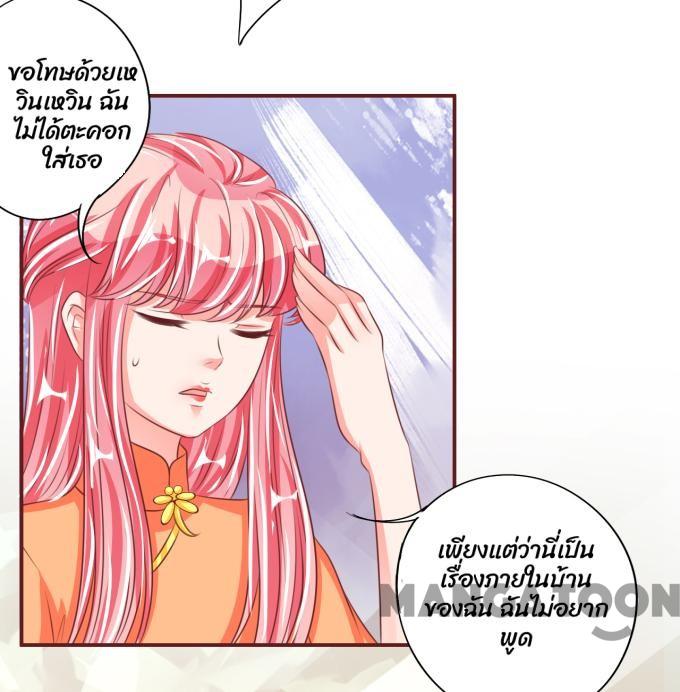 ขอโทษด้วยเห
วินเหวิน ฉัน
ไม่ได้ตะคอก
ใส่เธอ
เพียงแต่ว่านี่เป็น
เรื่องภายในบ้าน
ของฉัน ฉันไม่อยาก
พูด
MANGATOON